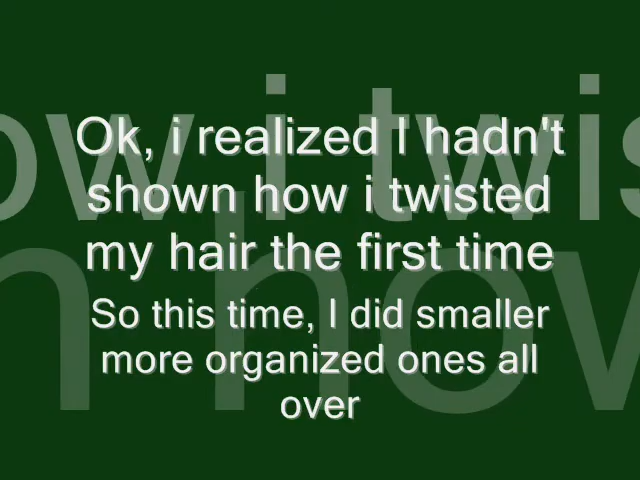 Ok, i realized I hadn't
shown how i twisted
my hair the first time
So this time, I did smaller
more organized ones all
over